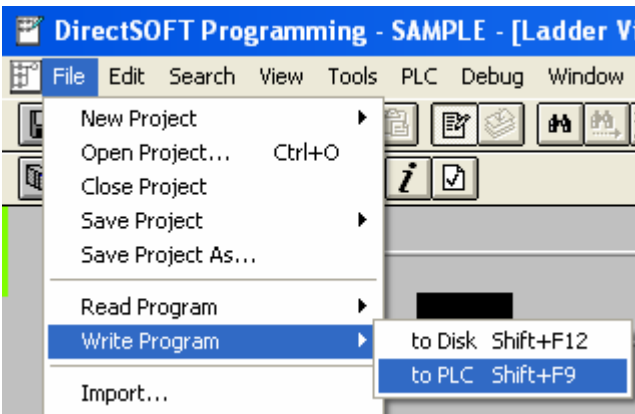 DirectSOFT Programming - SAMPLE - [Ladder Vi
File Edit Search View Tools PLC Debug Window
New Project
Open Project... Ctrl+O
Close Project
Save Project
Save Project As...
Read Program
Write Program
to Disk Shift+F12
to PLC Shift+F9
Import...